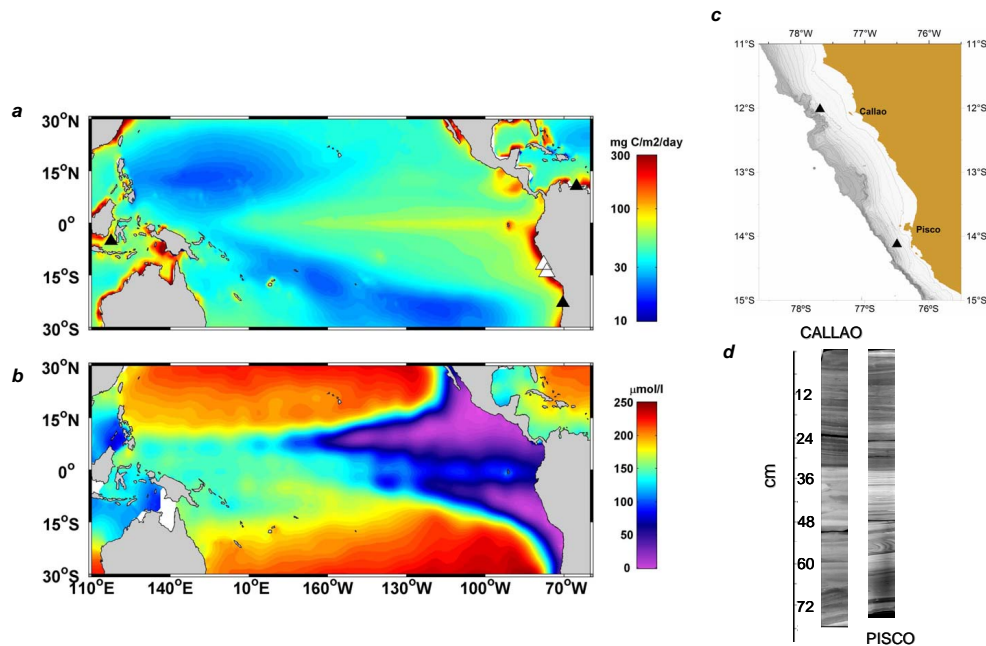 a
30°N
15°N
0°
15°S
30°S
mg C/m2/day
300
100
30
10
b
30°N
15°N
0°
15°S
30°S
110°E 140°E 170°E 10°E 160°W 130°W 100°W 70°W
µmol/l
250
200
150
100
50
0
c
78°W 77°W 76°W
11°S 11°S
12°S 12°S
13°S 13°S
14°S 14°S
15°S 15°S
Callao
Pisco
78°W 77°W 76°W
CALLAO
d
12
24
36
48
60
72
cm
PISCO